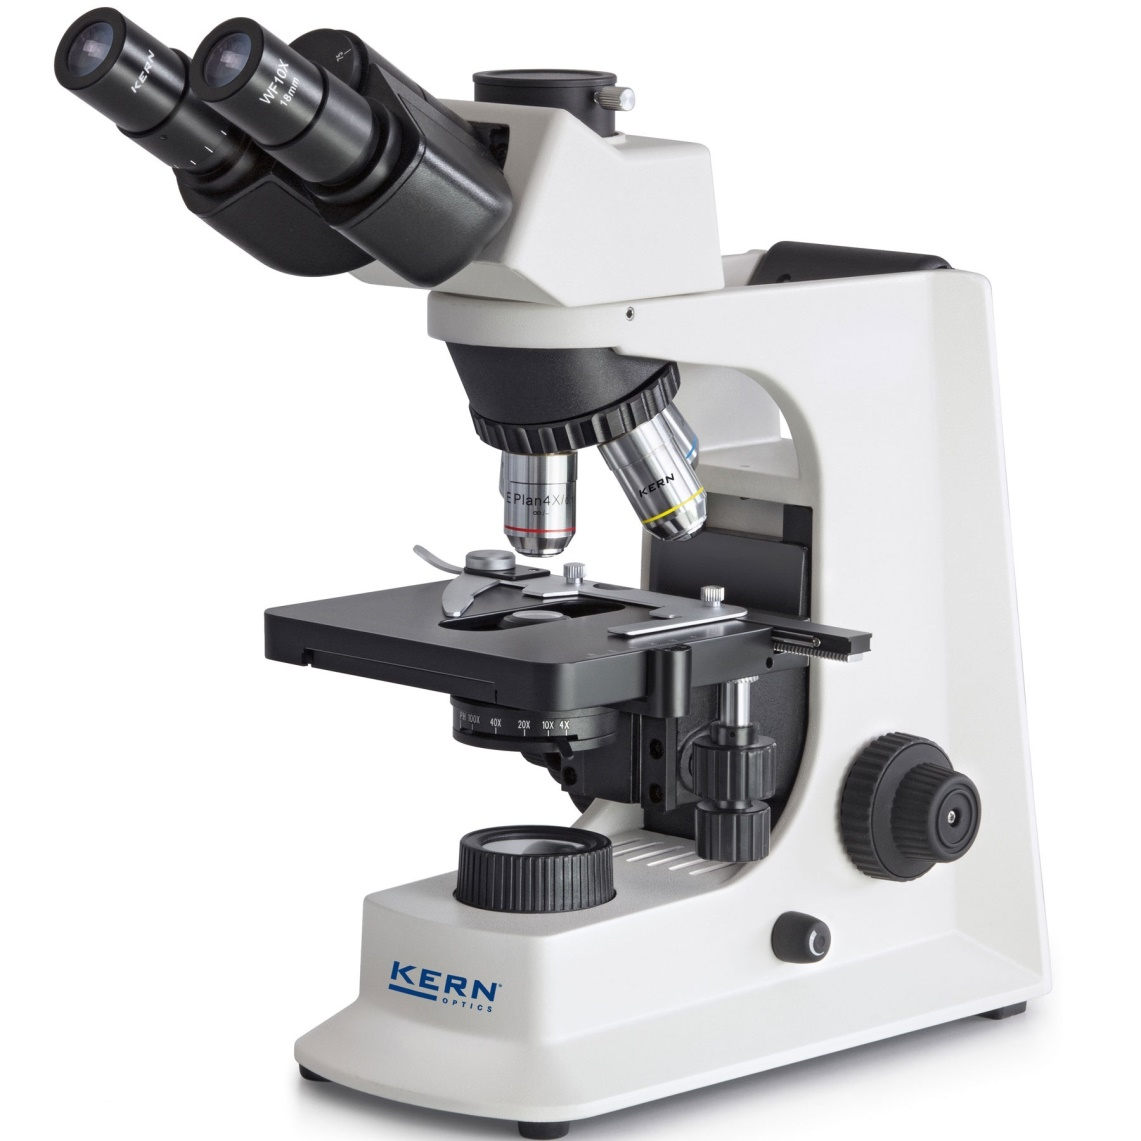 KERN
WF10X
18mm
E Plan4X/
∞/-
KERN
PH 100X 40X 20X 10X 4X
KERN
OPTICS